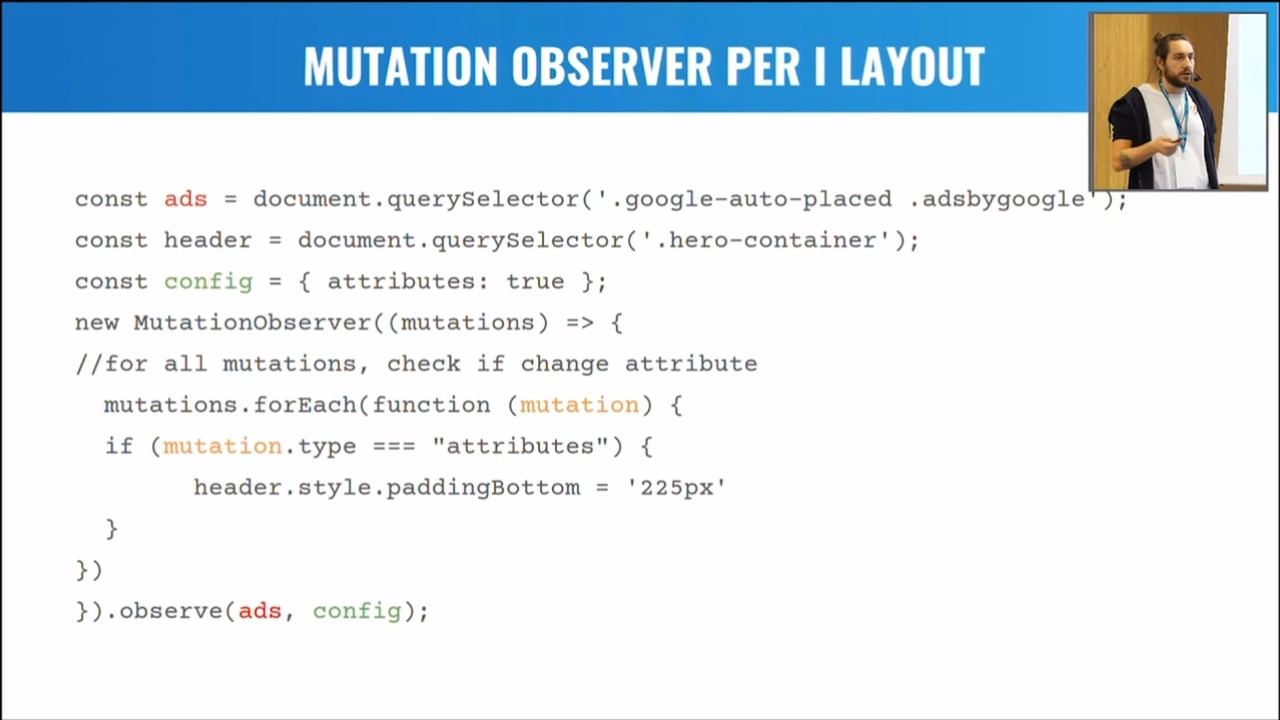 MUTATION OBSERVER PER I LAYOUT
const ads = document.querySelector('.google-auto-placed .adsbygoogle');
const header = document.querySelector('.hero-container');
const config = { attributes: true };
new MutationObserver((mutations) => {
//for all mutations, check if change attribute
mutations.forEach(function (mutation) {
if (mutation.type === "attributes") {
header.style.paddingBottom = '225px'
}
})
}).observe(ads, config);